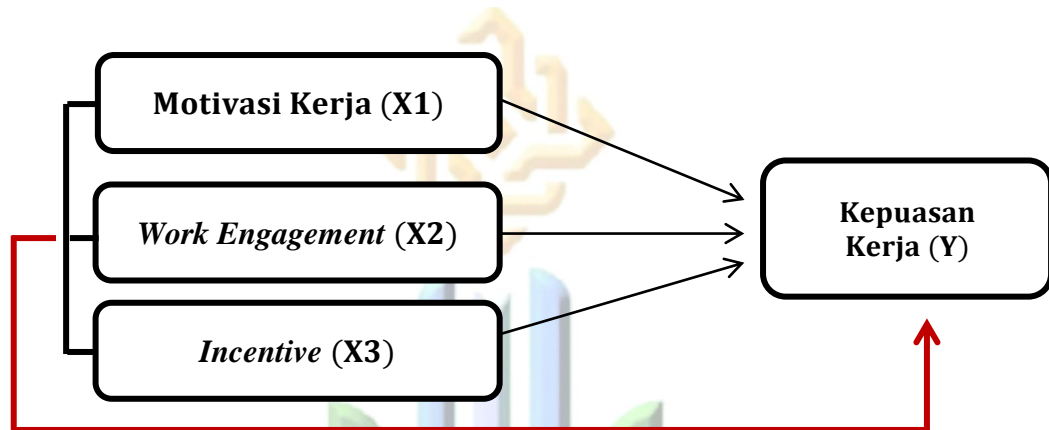 Motivasi Kerja (X1)
Work Engagement (X2)
Incentive (X3)
Kepuasan
Kerja (Y)